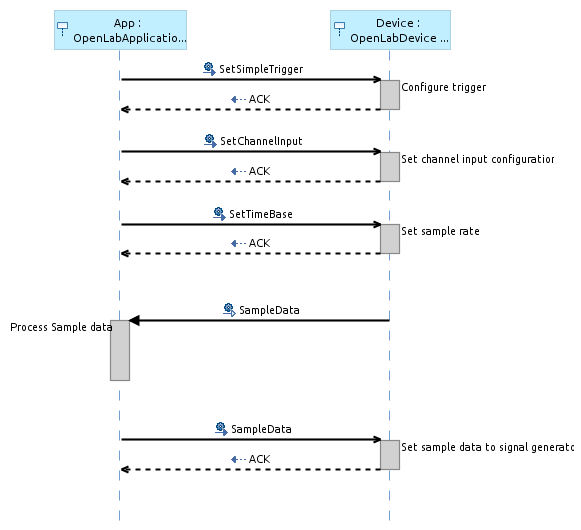 App :
OpenLabApplicatio...
Device :
OpenLabDevice ...
SetSimpleTrigger
Configure trigger
ACK
SetChannelInput
Set channel input configuration
ACK
SetTimeBase
Set sample rate
ACK
SampleData
Process Sample data
SampleData
Set sample data to signal generato
ACK